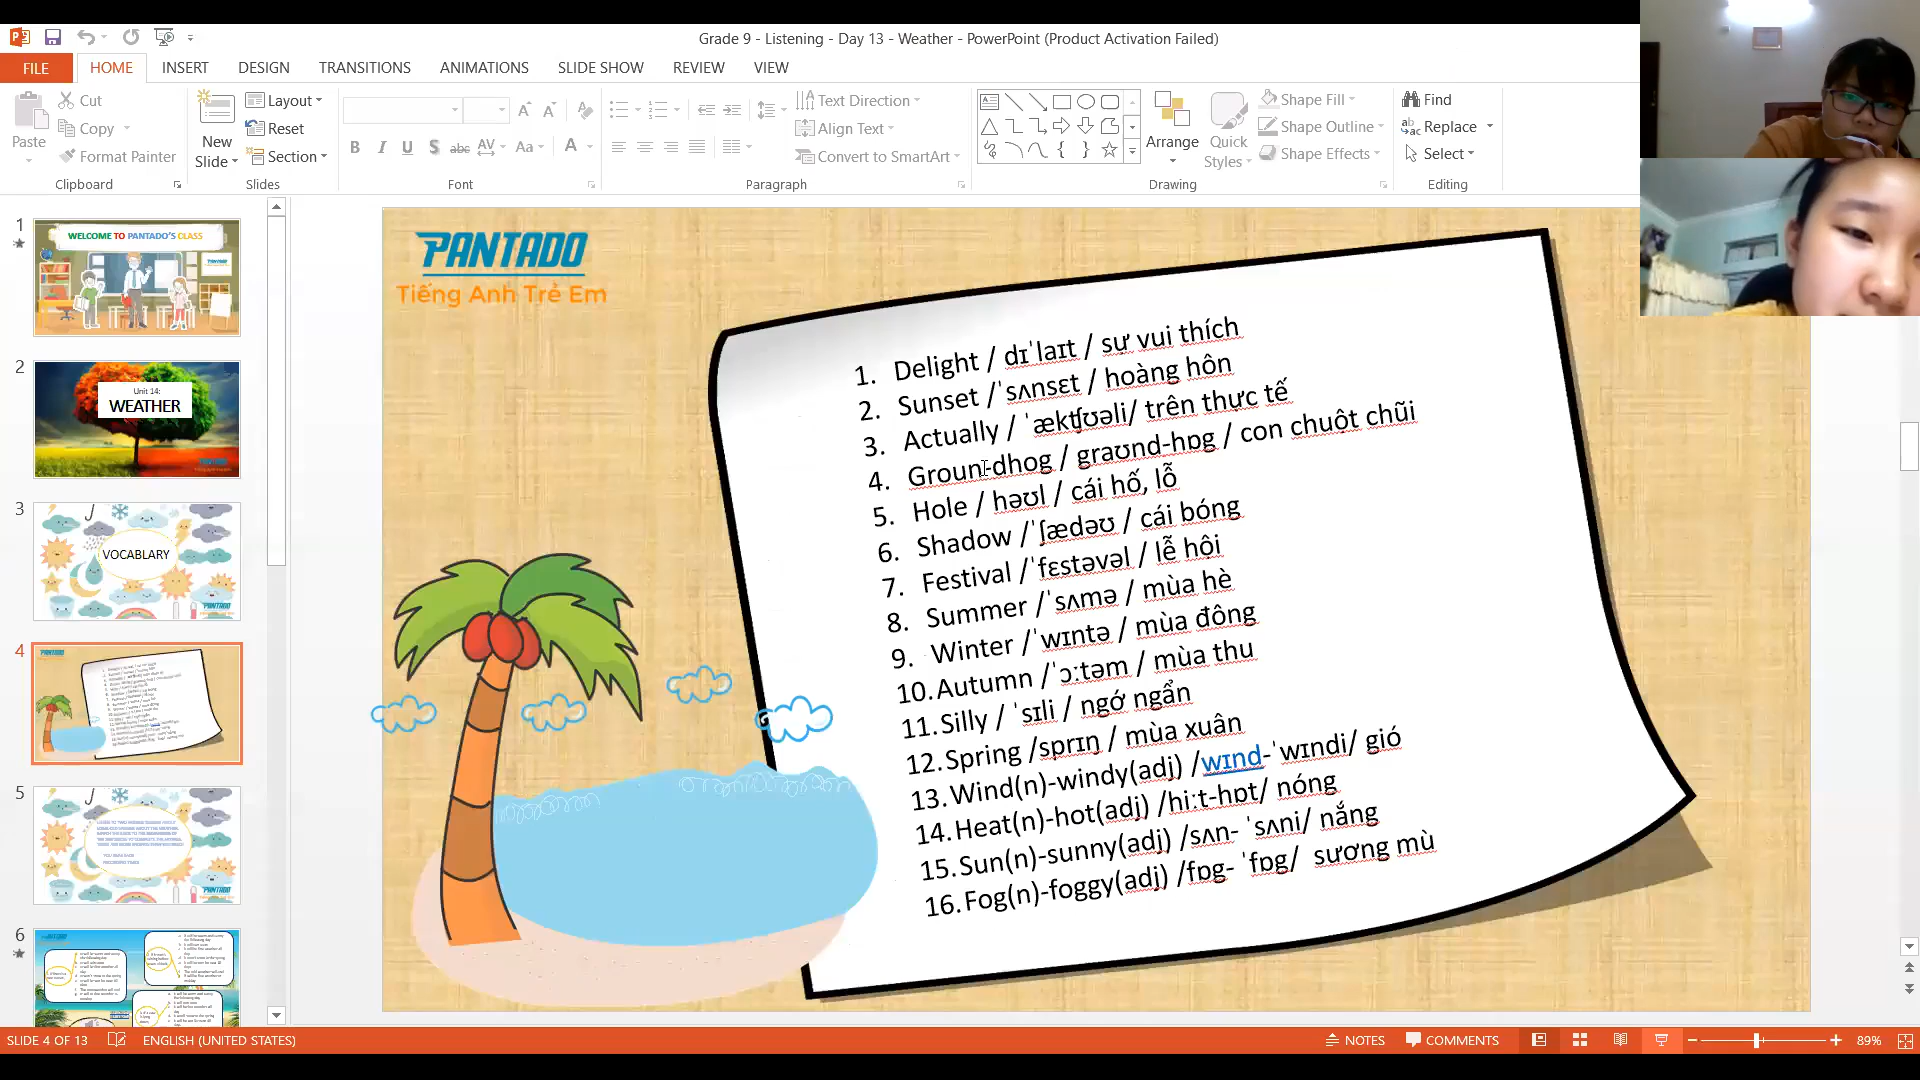 Grade 9 - Listening - Day 13 - Weather - PowerPoint (Product Activation Failed)
FILE HOME INSERT DESIGN TRANSITIONS ANIMATIONS SLIDE SHOW REVIEW VIEW
Paste
Cut
Copy
Format Painter
Clipboard
New Slide
Layout
Reset
Section
Slides
Font
Text Direction
Align Text
Convert to SmartArt
Paragraph
Arrange
Quick Styles
Shape Fill
Shape Outline
Shape Effects
Drawing
Find
Replace
Select
Editing
1
WELCOME TO PANTADO'S CLASS
2
Unit 14:
WEATHER
3
VOCABLARY
4
5
6
PANTADO
Tiếng Anh Trẻ Em
1. Delight / dɪˈlaɪt / sự vui thích
2. Sunset /ˈsʌnsɛt / hoàng hôn
3. Actually / ˈækʧʊəli/ trên thực tế
4. Groun-dhog / graʊnd-hɒg / con chuột chũi
5. Hole / həʊl / cái hố, lỗ
6. Shadow /ˈʃædəʊ / cái bóng
7. Festival /ˈfɛstəvəl / lễ hội
8. Summer /ˈsʌmə / mùa hè
9. Winter /ˈwɪntə / mùa đông
10. Autumn /ˈɔːtəm / mùa thu
11. Silly / ˈsɪli / ngớ ngẩn
12. Spring /sprɪŋ / mùa xuân
13. Wind(n)-windy(adj) /wɪnd-ˈwɪndi/ gió
14. Heat(n)-hot(adj) /hiːt-hɒt/ nóng
15. Sun(n)-sunny(adj) /sʌn- ˈsʌni/ nắng
16. Fog(n)-foggy(adj) /fɒg- ˈfɒg/ sương mù
SLIDE 4 OF 13 ENGLISH (UNITED STATES) NOTES COMMENTS 89%